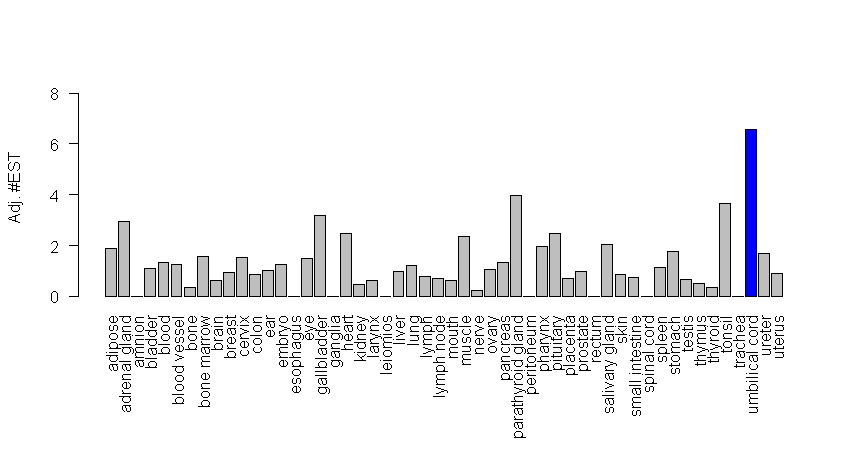 8
6
4
2
0
Adj. #EST
adipose
adrenal gland
amnion
bladder
blood
blood vessel
bone
bone marrow
brain
breast
cervix
colon
ear
embryo
esophagus
eye
gallbladder
ganglia
heart
kidney
larynx
leiomios
liver
lung
lymph
lymph node
mouth
muscle
nerve
ovary
pancreas
parathyroid gland
peritoneum
pharynx
pituitary
placenta
prostate
rectum
salivary gland
skin
small intestine
spinal cord
spleen
stomach
testis
thymus
thyroid
tonsil
trachea
umbilical cord
ureter
uterus